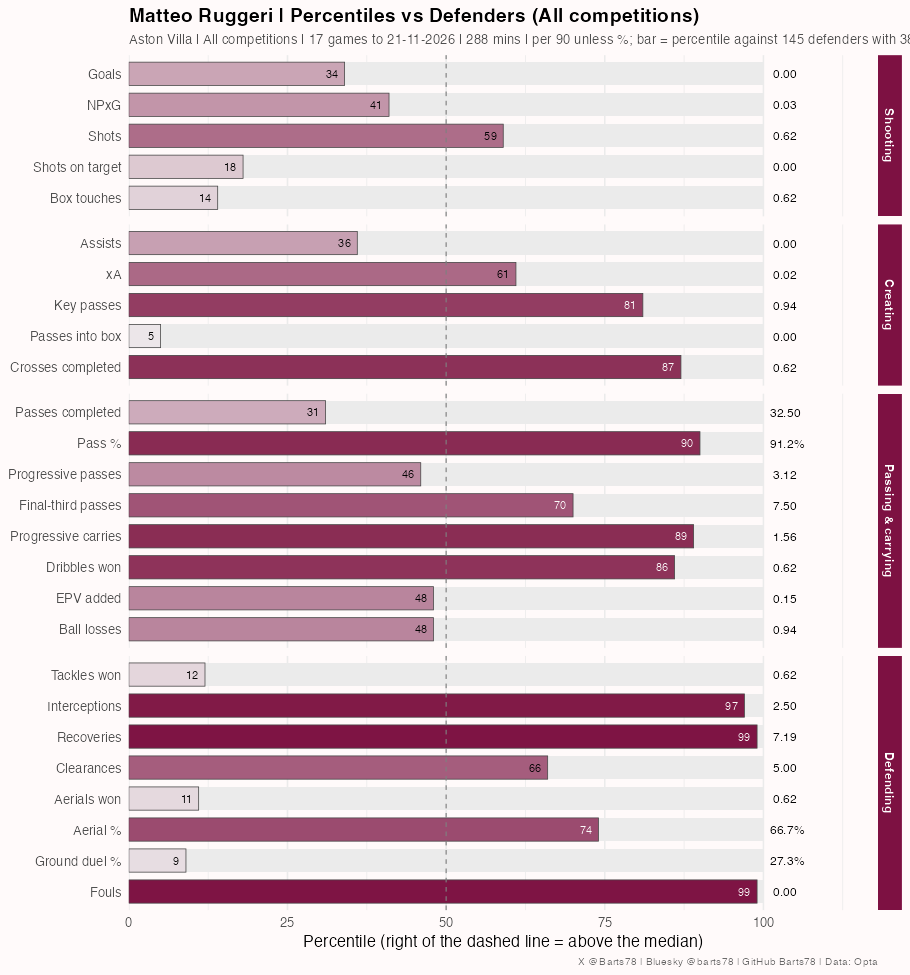 Matteo Ruggeri | Percentiles vs Defenders (All competitions)
Aston Villa | All competitions | 17 games to 21-11-2026 | 288 mins | per 90 unless %; bar = percentile against 145 defenders with 38
Goals 34 0.00
NPxG 41 0.03
Shots 59 0.62
Shots on target 18 0.00
Box touches 14 0.62
Shooting
Assists 36 0.00
xA 61 0.02
Key passes 81 0.94
Passes into box 5 0.00
Crosses completed 87 0.62
Creating
Passes completed 31 32.50
Pass % 90 91.2%
Progressive passes 46 3.12
Final-third passes 70 7.50
Progressive carries 89 1.56
Dribbles won 86 0.62
EPV added 48 0.15
Ball losses 48 0.94
Passing & carrying
Tackles won 12 0.62
Interceptions 97 2.50
Recoveries 99 7.19
Clearances 66 5.00
Aerials won 11 0.62
Aerial % 74 66.7%
Ground duel % 9 27.3%
Fouls 99 0.00
Defending
0 25 50 75 100
Percentile (right of the dashed line = above the median)
X @Barts78 | Bluesky @barts78 | GitHub Barts78 | Data: Opta